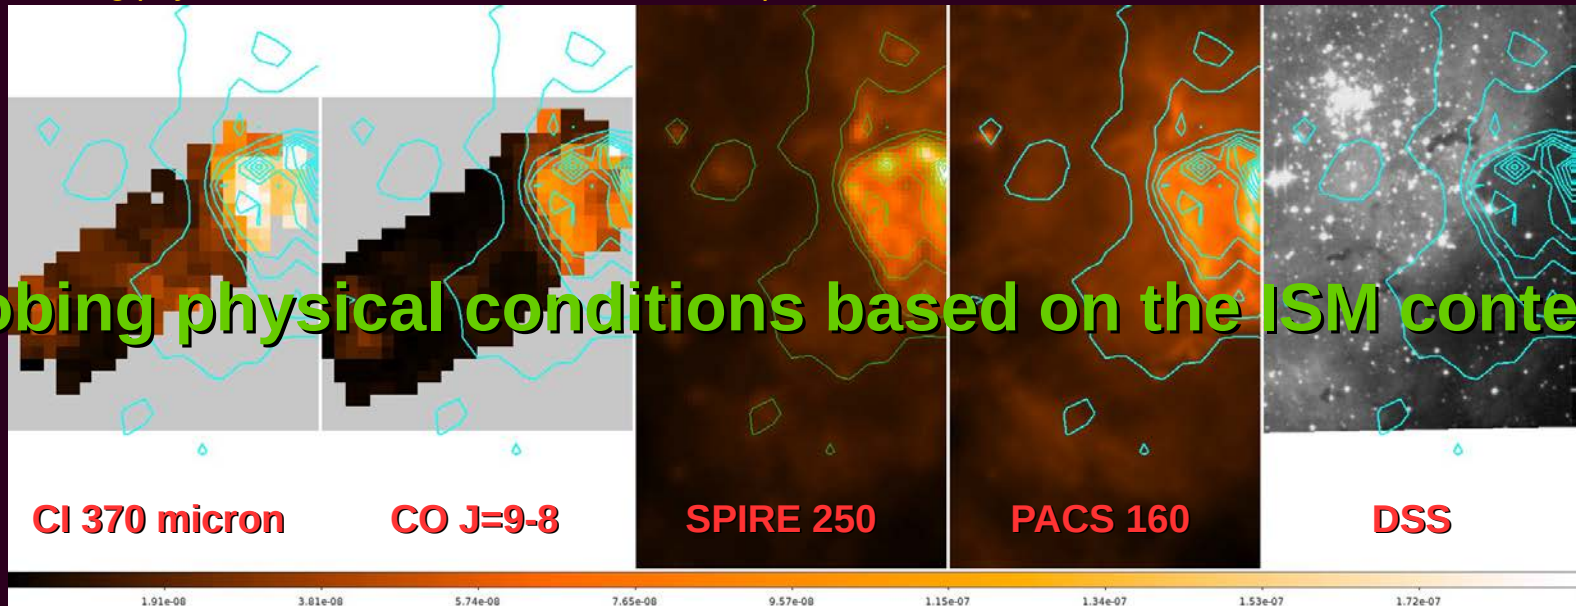 physical conditions based on the ISM
CI 370 micron
CO J=9-8
SPIRE 250
PACS 160
DSS
1.91e-08 3.81e-08 5.74e-08 7.65e-08 9.57e-08 1.15e-07 1.34e-07 1.53e-07 1.72e-07